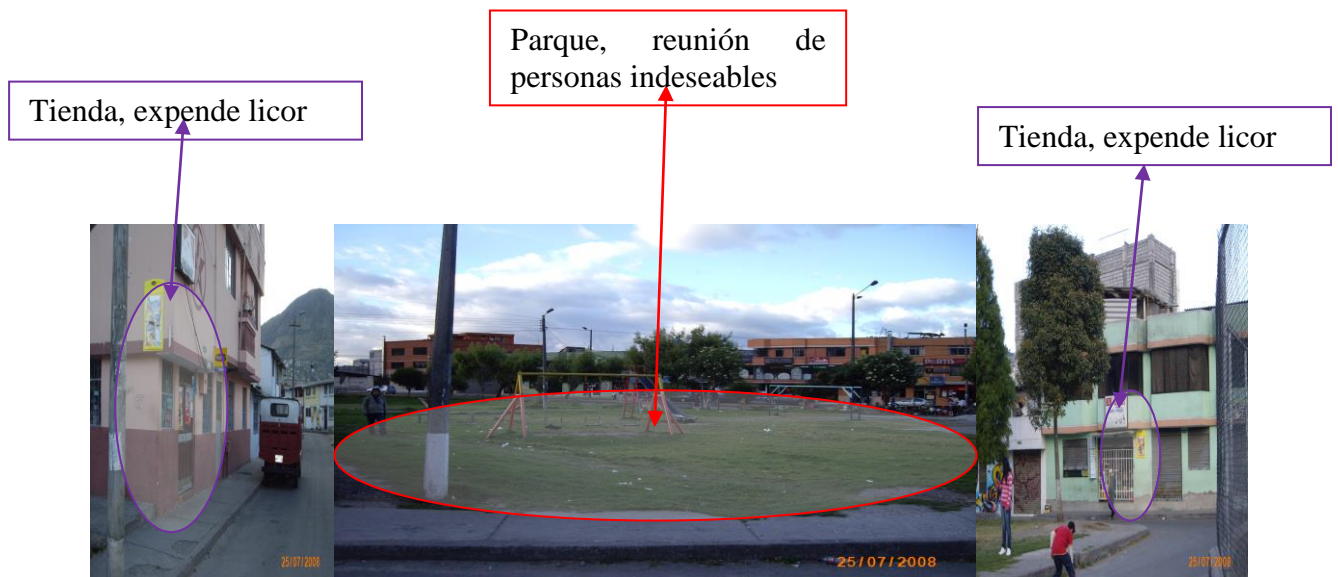 Parque, reunión de
personas indeseables
Tienda, expende licor
Tienda, expende licor
25/07/2008
25/07/2008
25/07/2008